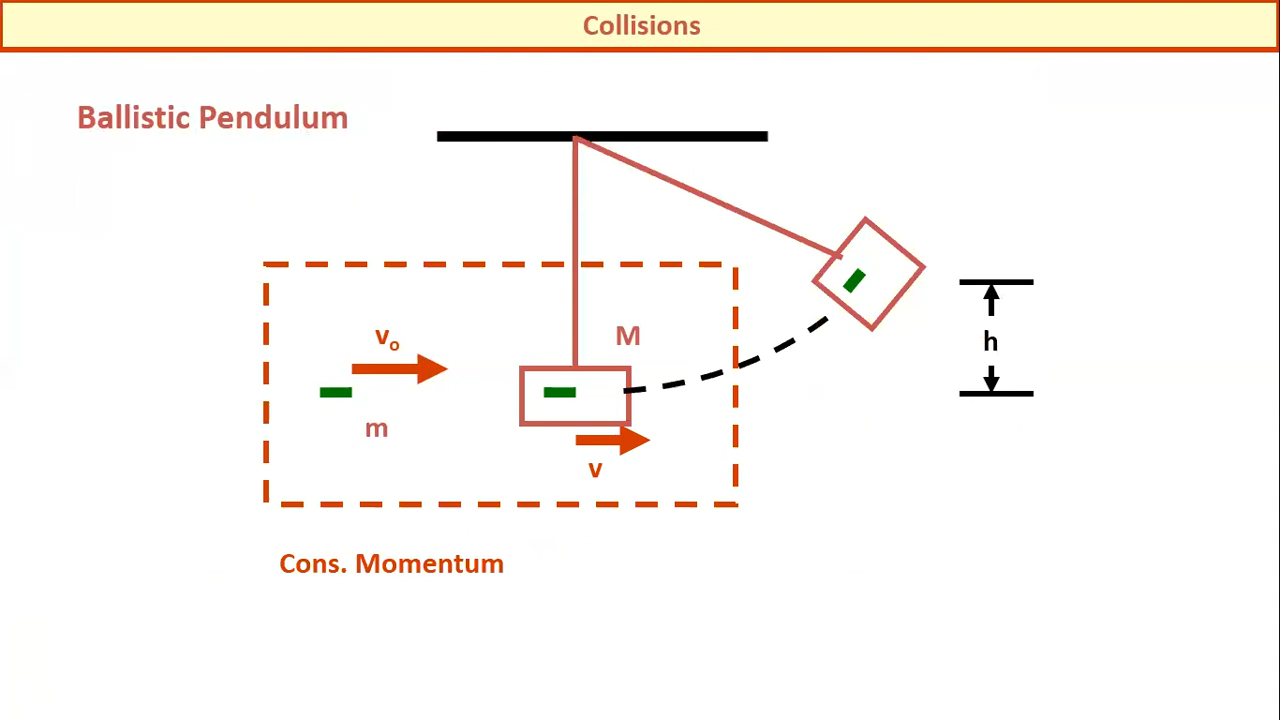 Collisions
Ballistic Pendulum
M
vo
h
m
v
Cons. Momentum